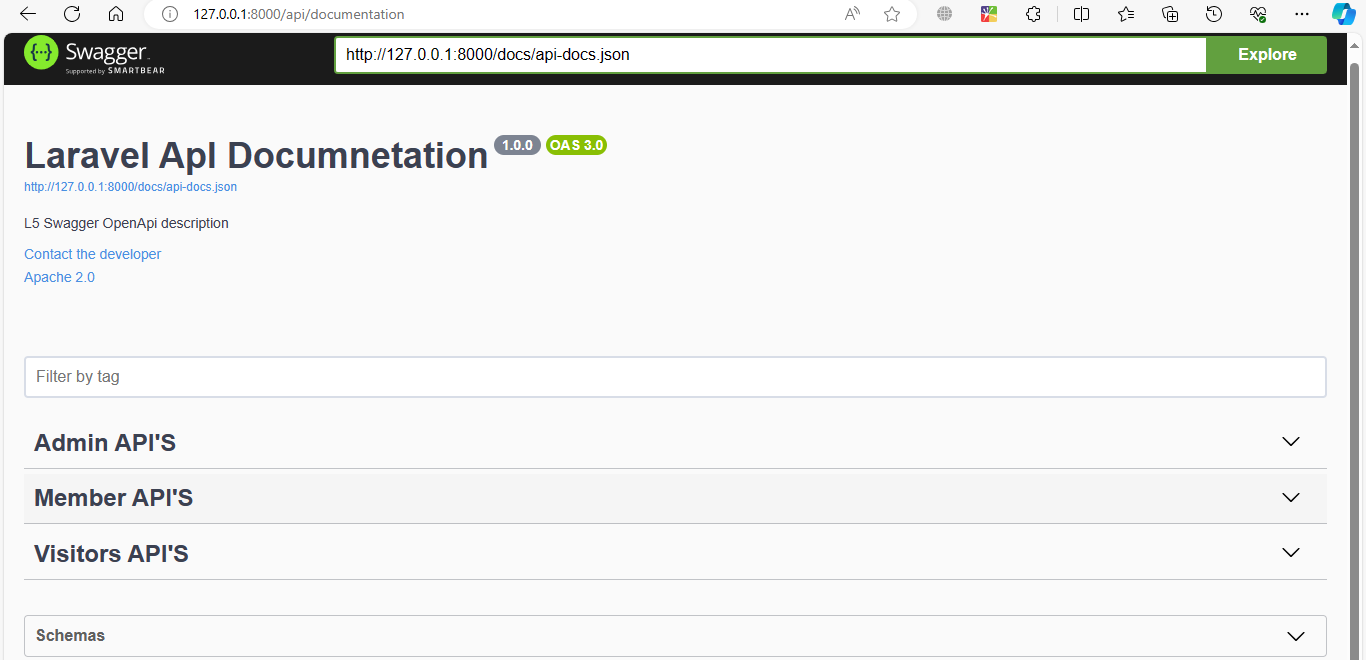 127.0.0.1:8000/api/documentation
Swagger
Supported by SMARTBEAR
http://127.0.0.1:8000/docs/api-docs.json
Explore
Laravel ApI Documnetation 1.0.0 OAS 3.0
http://127.0.0.1:8000/docs/api-docs.json
L5 Swagger OpenApi description
Contact the developer
Apache 2.0
Filter by tag
Admin API'S
Member API'S
Visitors API'S
Schemas